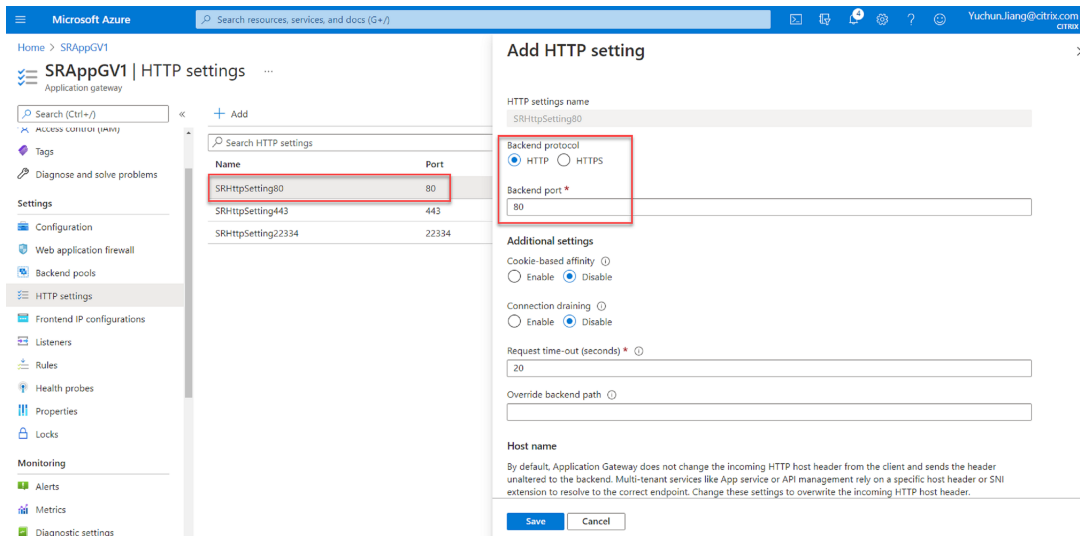 Microsoft Azure
Search resources, services, and docs (G+/)
4
Yuchun.Jiang@citrix.com
CITRIX
Home > SRAppGV1
SRAppGV1 | HTTP settings ...
Application gateway
Search (Ctrl+/)
«
Access control (IAM)
Tags
Diagnose and solve problems
Settings
Configuration
Web application firewall
Backend pools
HTTP settings
Frontend IP configurations
Listeners
Rules
Health probes
Properties
Locks
Monitoring
Alerts
Metrics
Diagnostic settings
+ Add
Search HTTP settings
Name Port
SRHttpSetting80 80
SRHttpSetting443 443
SRHttpSetting22334 22334
Add HTTP setting
HTTP settings name
SRHttpSetting80
Backend protocol
HTTP HTTPS
Backend port *
80
Additional settings
Cookie-based affinity
Enable Disable
Connection draining
Enable Disable
Request time-out (seconds) *
20
Override backend path
Host name
By default, Application Gateway does not change the incoming HTTP host header from the client and sends the header
unaltered to the backend. Multi-tenant services like App service or API management rely on a specific host header or SNI
extension to resolve to the correct endpoint. Change these settings to overwrite the incoming HTTP host header.
Save Cancel